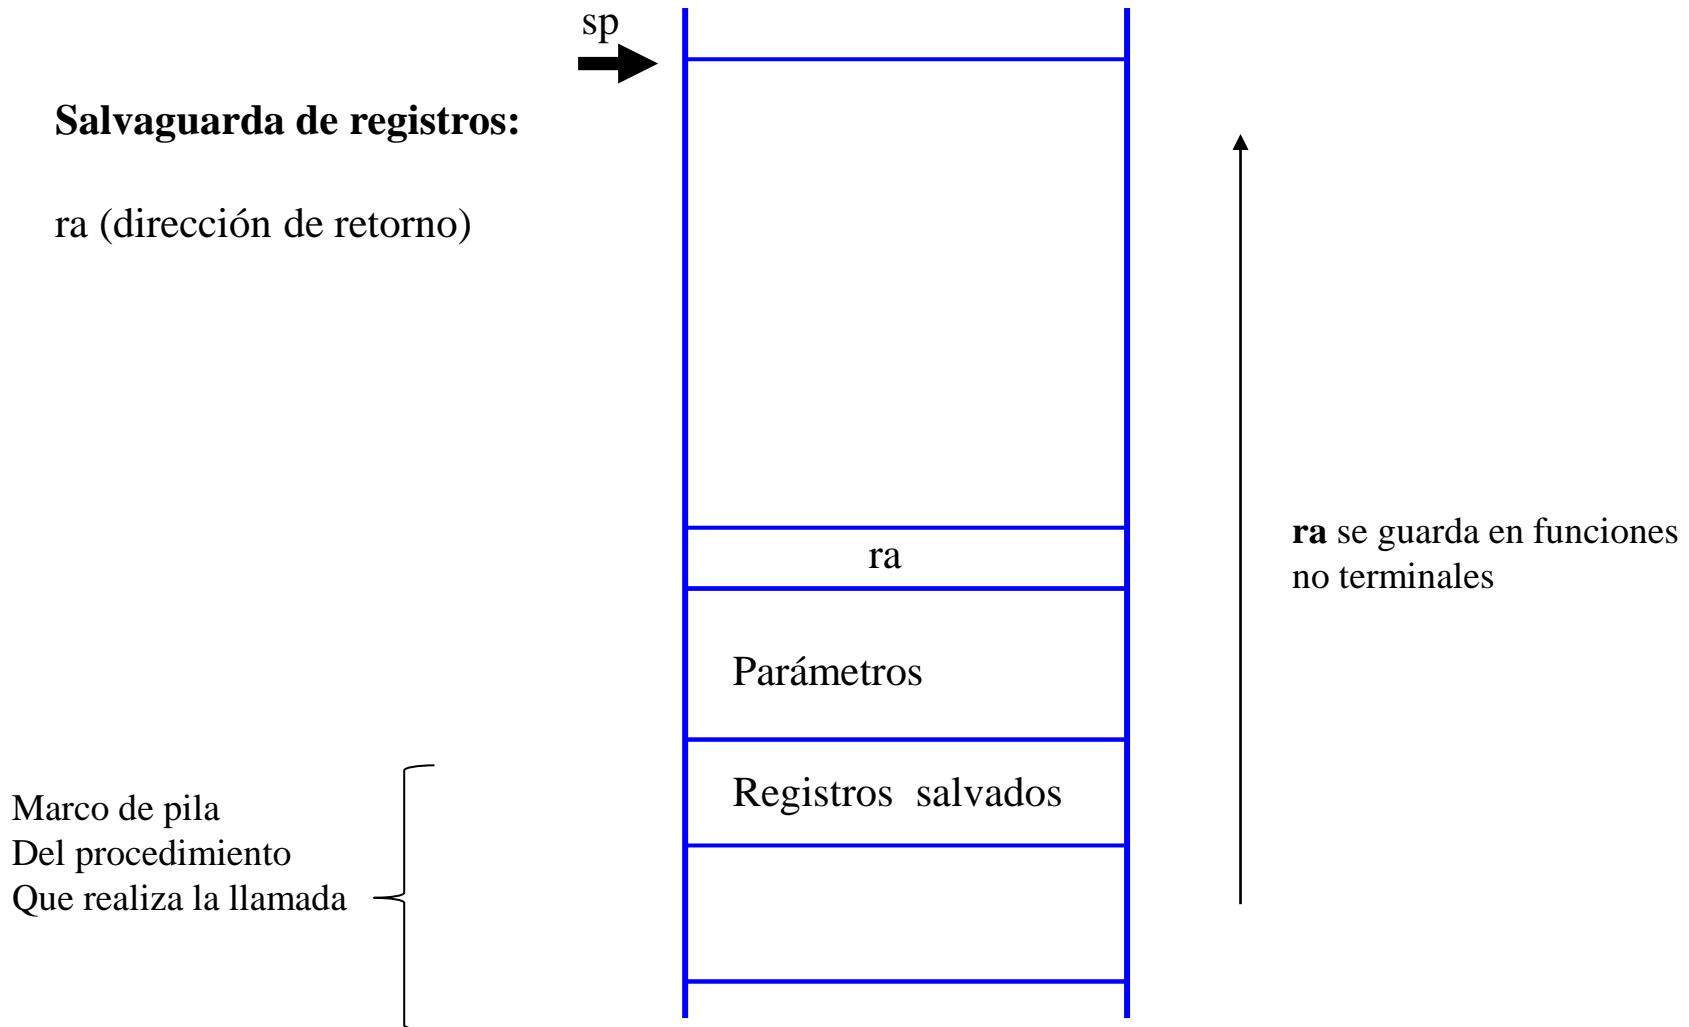 sp
Salvaguarda de registros:
ra (dirección de retorno)
ra se guarda en funciones
no terminales
ra
Parámetros
Registros salvados
Marco de pila
Del procedimiento
Que realiza la llamada